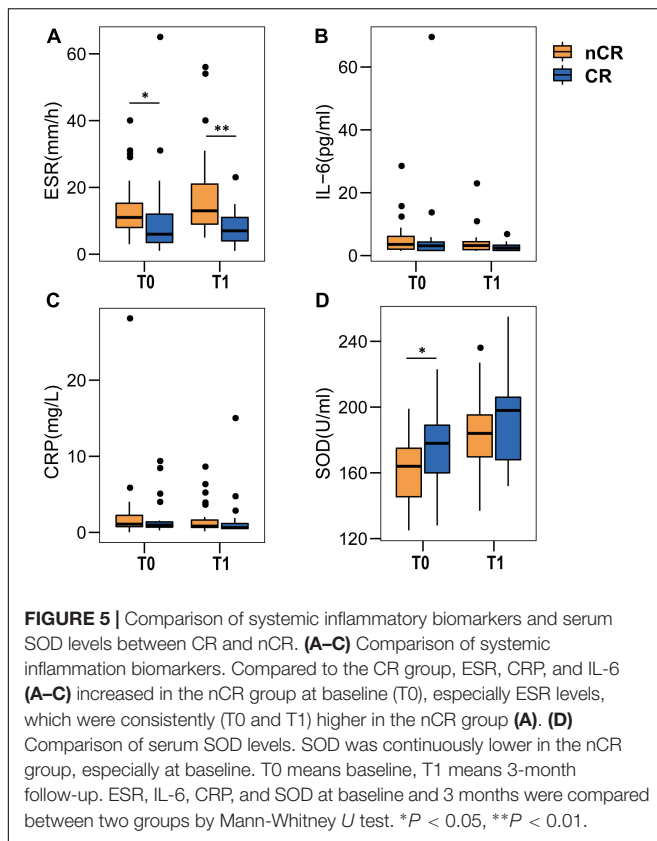 A
B
nCR
CR
60
40
20
0
ESR(mm/h)
*
**
T0
T1
60
40
20
0
IL−6(pg/ml)
T0
T1
C
D
20
10
0
CRP(mg/L)
T0
T1
240
200
160
120
SOD(U/ml)
*
T0
T1
FIGURE 5 | Comparison of systemic inflammatory biomarkers and serum
SOD levels between CR and nCR. (A–C) Comparison of systemic
inflammation biomarkers. Compared to the CR group, ESR, CRP, and IL-6
(A–C) increased in the nCR group at baseline (T0), especially ESR levels,
which were consistently (T0 and T1) higher in the nCR group (A). (D)
Comparison of serum SOD levels. SOD was continuously lower in the nCR
group, especially at baseline. T0 means baseline, T1 means 3-month
follow-up. ESR, IL-6, CRP, and SOD at baseline and 3 months were compared
between two groups by Mann-Whitney U test. *P < 0.05, **P < 0.01.